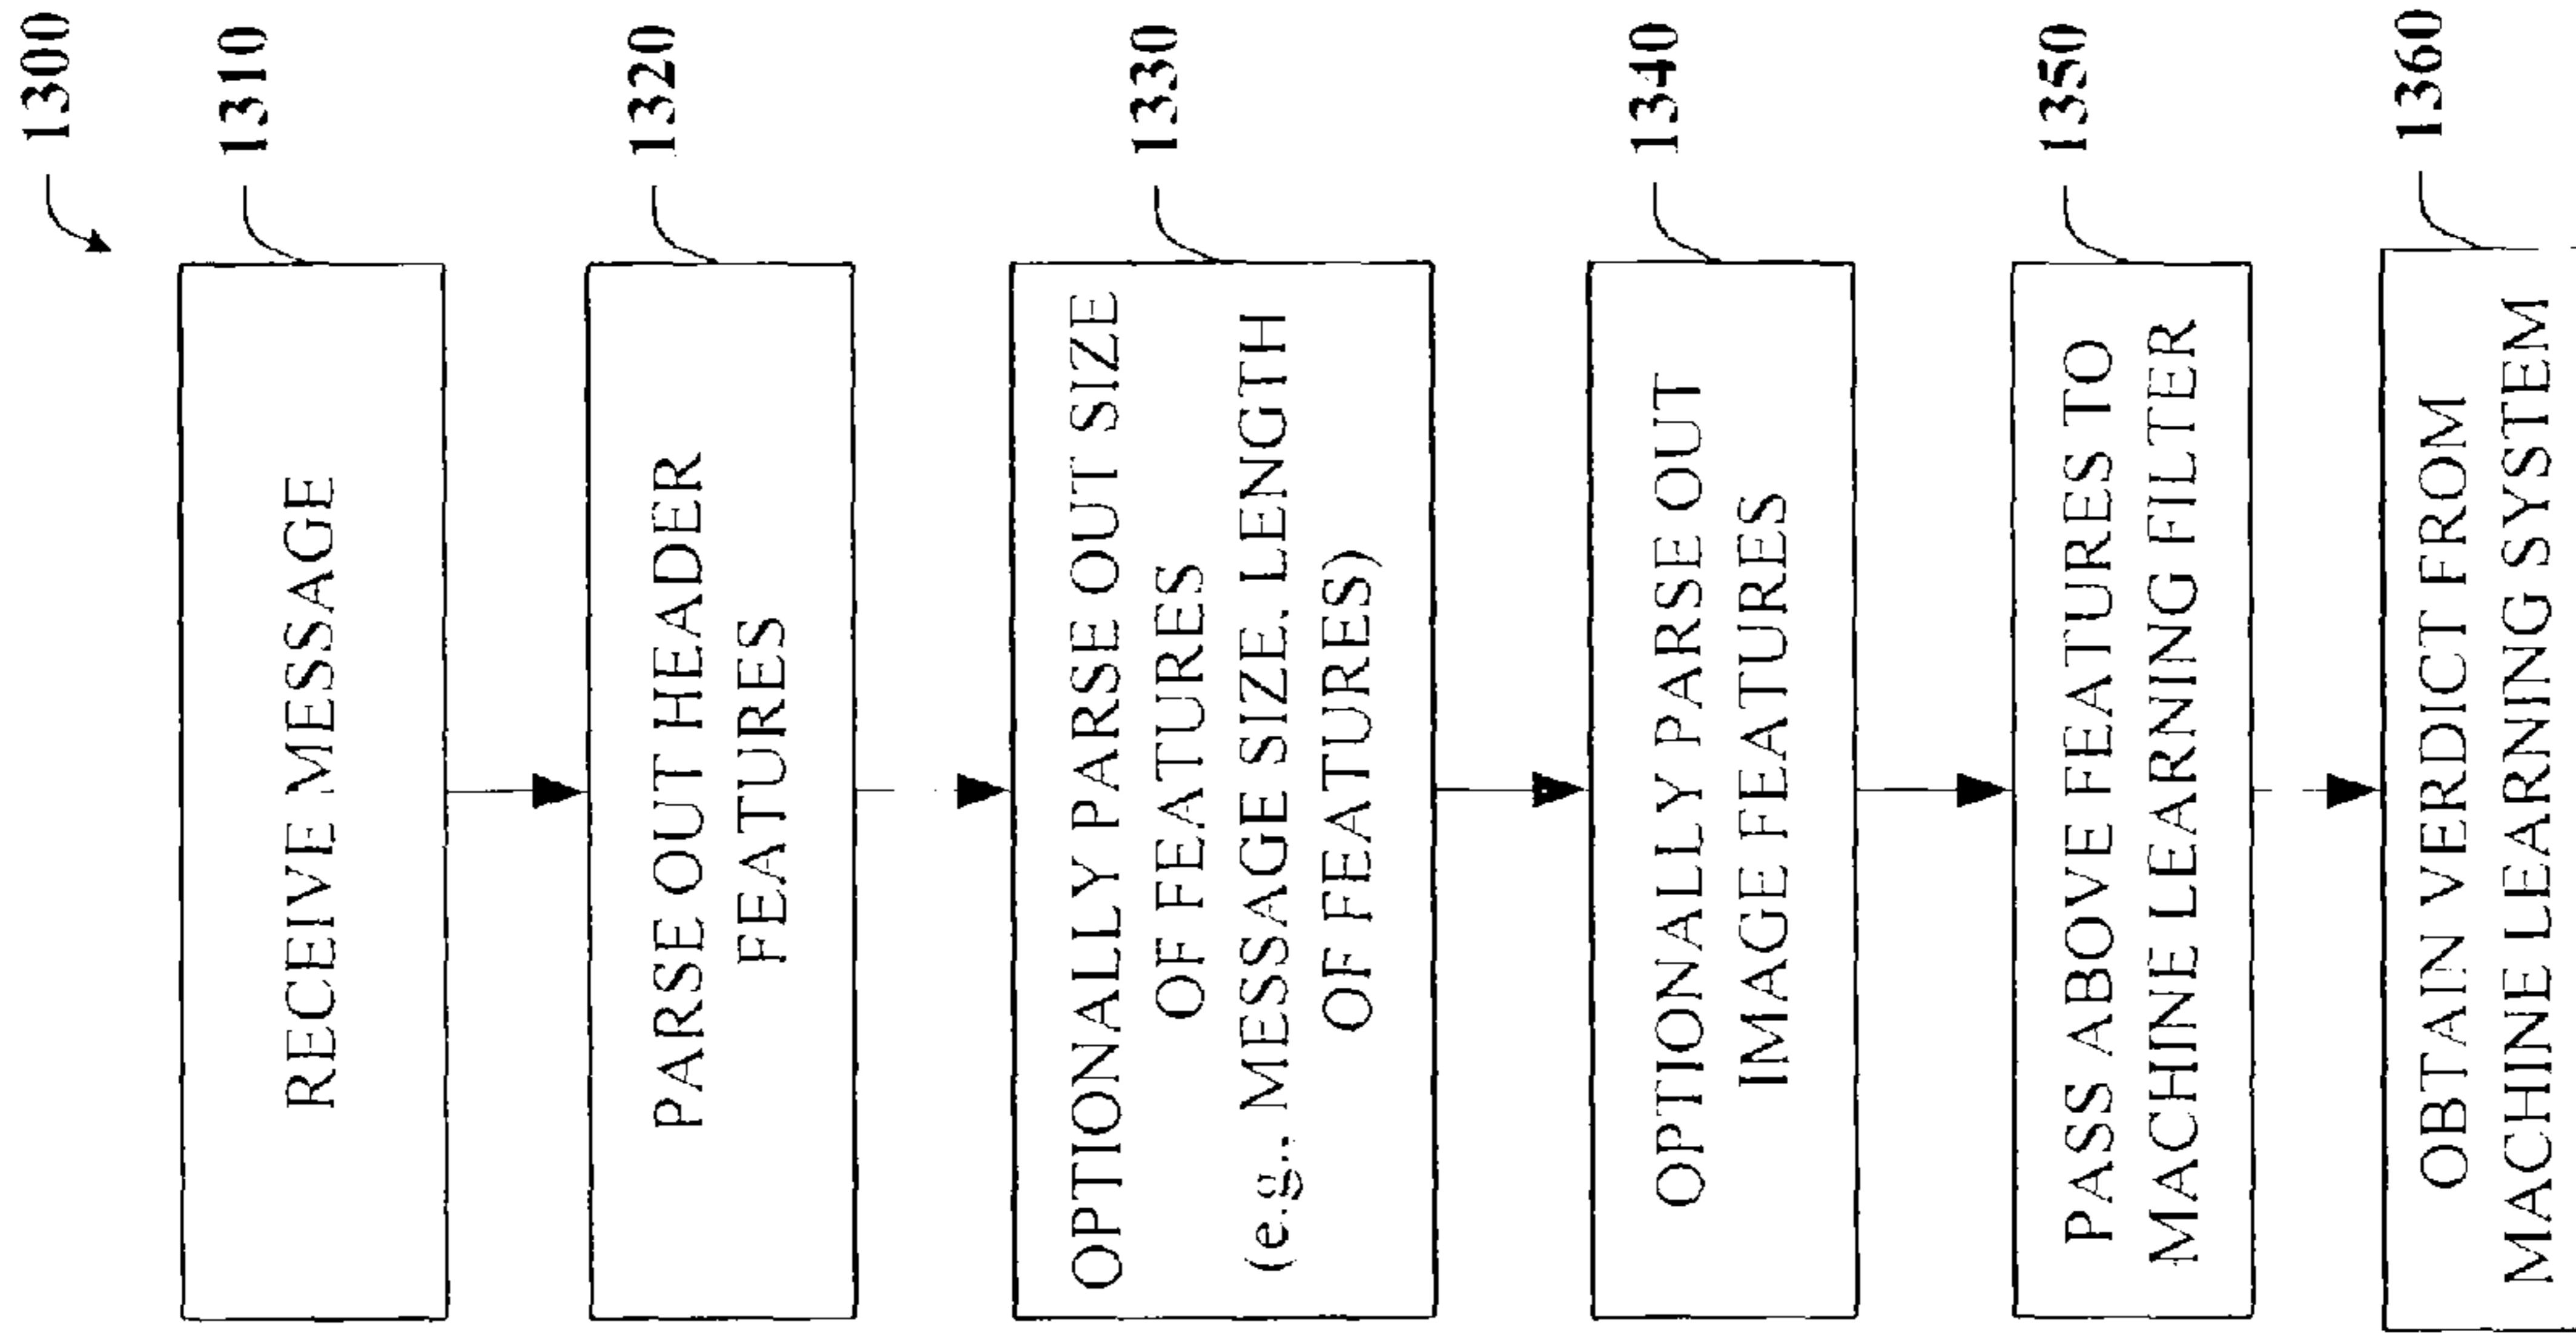 1300
1310
RECEIVE MESSAGE
1320
PARSE OUT HEADER
FEATURES
1330
OPTIONALLY PARSE OUT SIZE
OF FEATURES
(e.g., MESSAGE SIZE, LENGTH
OF FEATURES)
1340
OPTIONALLY PARSE OUT
IMAGE FEATURES
1350
PASS ABOVE FEATURES TO
MACHINE LEARNING FILTER
1360
OBTAIN VERDICT FROM
MACHINE LEARNING SYSTEM